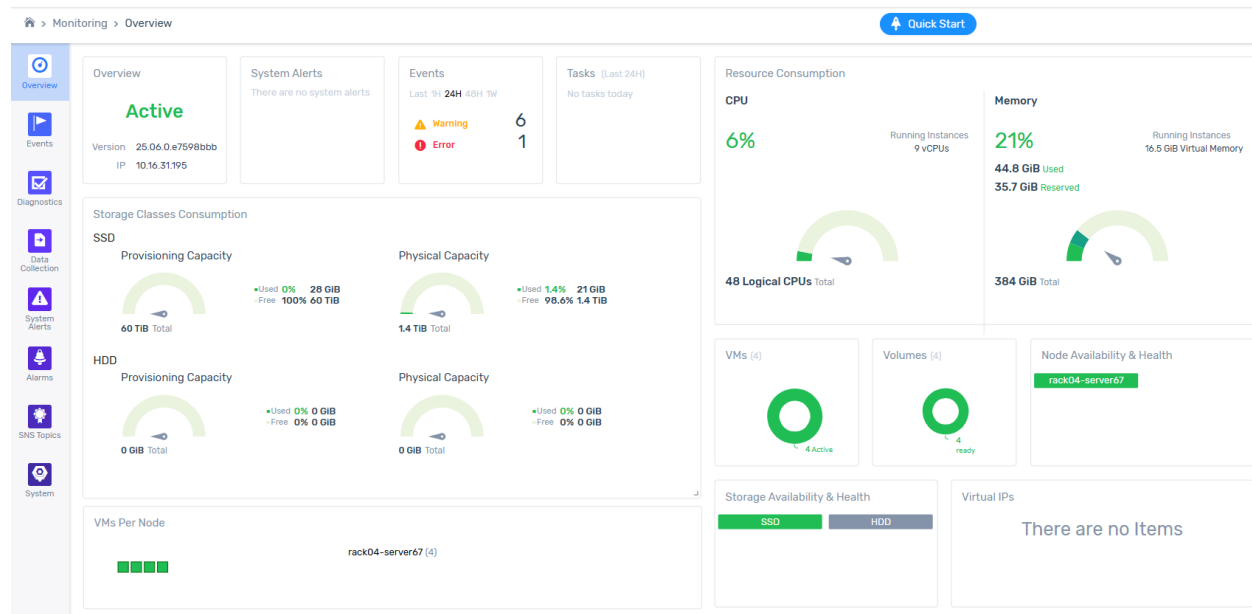 Monitoring > Overview
Quick Start
Overview
Events
Diagnostics
Data
Collection
System
Alerts
Alarms
SNS Topics
System
Overview
Active
Version 25.06.0.e7598bbb
IP 10.16.31.195
System Alerts
There are no system alerts
Events
Last 1H 24H 48H 1W
Warning 6
Error 1
Tasks (Last 24H)
No tasks today
Storage Classes Consumption
SSD
Provisioning Capacity
Used 0% 28 GiB
Free 100% 60 TiB
60 TiB Total
Physical Capacity
Used 1.4% 21 GiB
Free 98.6% 1.4 TiB
1.4 TiB Total
HDD
Provisioning Capacity
Used 0% 0 GiB
Free 0% 0 GiB
0 GiB Total
Physical Capacity
Used 0% 0 GiB
Free 0% 0 GiB
0 GiB Total
VMs Per Node
rack04-server67 (4)
Resource Consumption
CPU
6%
Running Instances
9 vCPUs
48 Logical CPUs Total
Memory
21%
Running Instances
16.5 GiB Virtual Memory
44.8 GiB Used
35.7 GiB Reserved
384 GiB Total
VMs (4)
4 Active
Volumes (4)
4
ready
Node Availability & Health
rack04-server67
Storage Availability & Health
SSD HDD
Virtual IPs
There are no Items